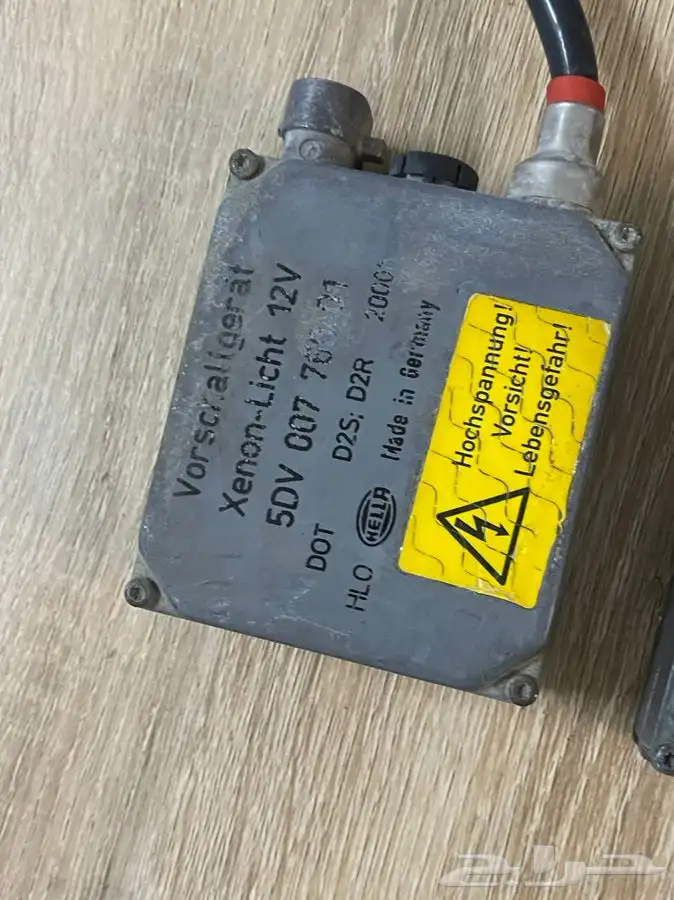 Vorschaltgerät
Xenon-Licht 12V
5DV 007 760
DOT D2S; D2R
HLO HELLA Made in Germany
Hochspannung!
Vorsicht!
Lebensgefahr!
حراج